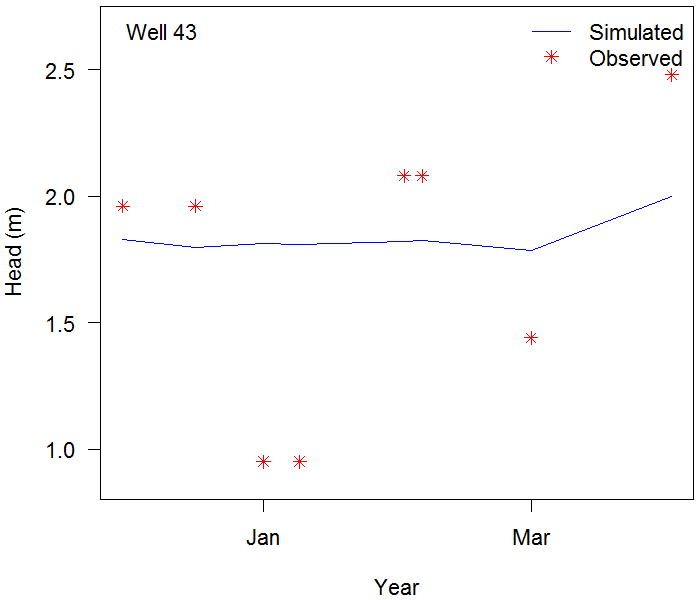 Well 43
Simulated
Observed
2.5
2.0
1.5
1.0
Head (m)
Jan
Mar
Year